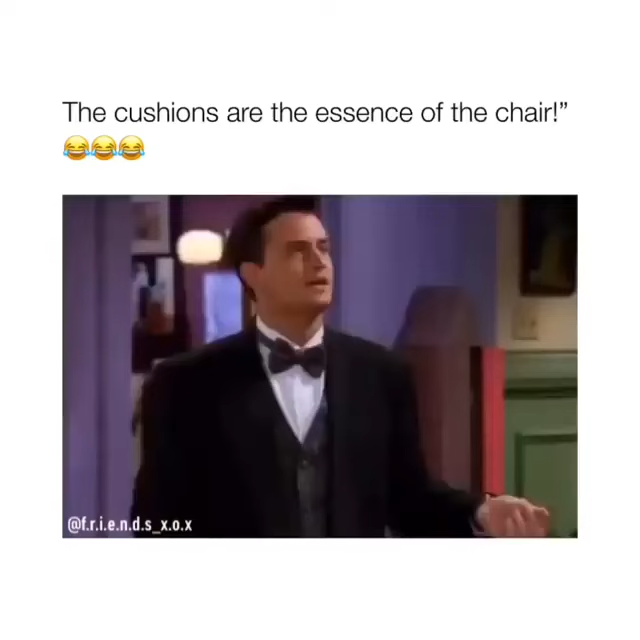 The cushions are the essence of the chair!”
😂😂😂
@f.r.i.e.n.d.s_x.o.x